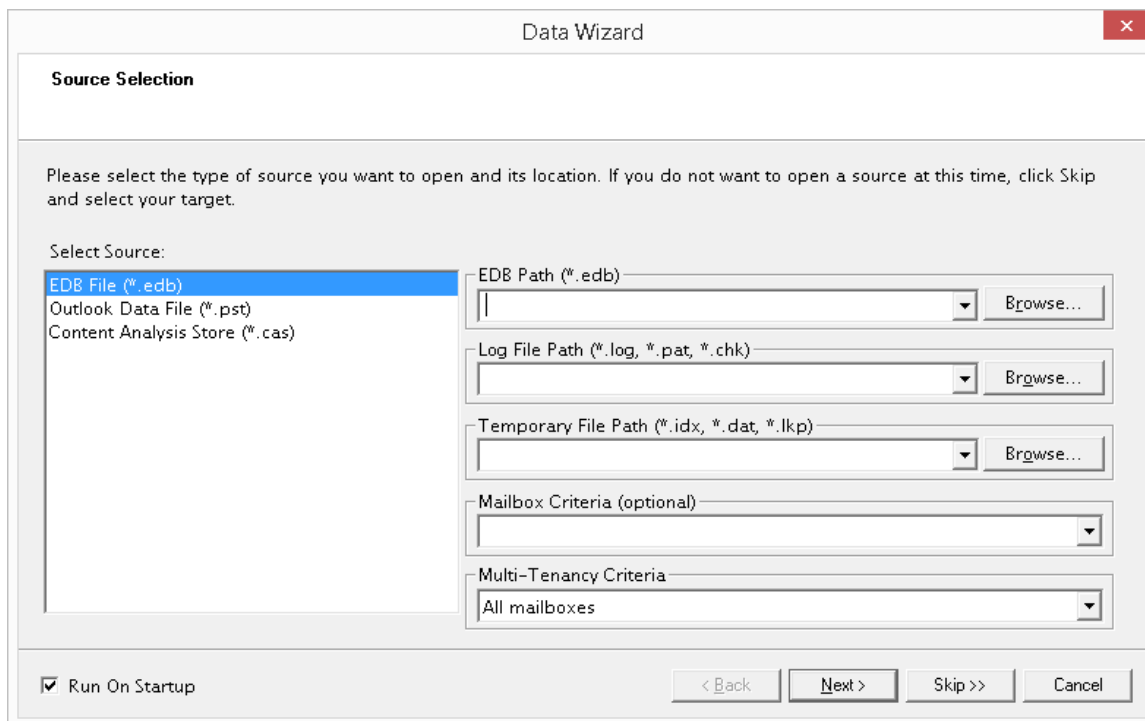 Data Wizard
Source Selection
Please select the type of source you want to open and its location. If you do not want to open a source at this time, click Skip
and select your target.
Select Source:
EDB File (*.edb)
Outlook Data File (*.pst)
Content Analysis Store (*.cas)
EDB Path (*.edb)
Browse...
Log File Path (*.log, *.pat, *.chk)
Browse...
Temporary File Path (*.idx, *.dat, *.lkp)
Browse...
Mailbox Criteria (optional)
Multi-Tenancy Criteria
All mailboxes
Run On Startup
< Back
Next >
Skip >>
Cancel